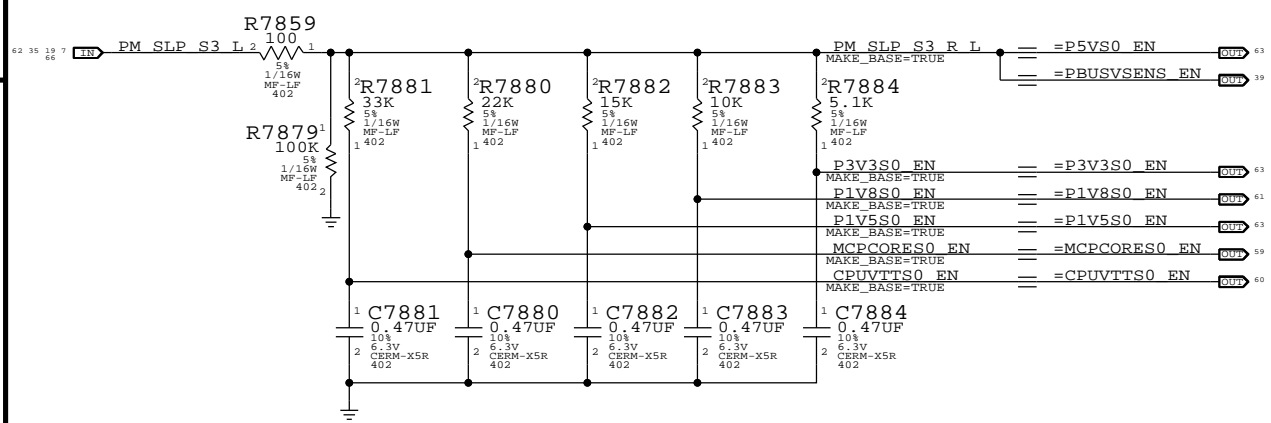 R7859
100
5%
1/16W
MF-LF
402
62 35 19 7
66
IN
PM_SLP_S3_L
2
1
PM_SLP_S3_R_L
MAKE_BASE=TRUE
=P5VS0_EN
OUT
63
=PBUSVSENS_EN
OUT
39
R7879
1
100K
5%
1/16W
MF-LF
402
2
2
R7881
33K
5%
1/16W
MF-LF
402
1
2
R7880
22K
5%
1/16W
MF-LF
402
1
2
R7882
15K
5%
1/16W
MF-LF
402
1
2
R7883
10K
5%
1/16W
MF-LF
402
1
2
R7884
5.1K
5%
1/16W
MF-LF
402
1
P3V3S0_EN
MAKE_BASE=TRUE
=P3V3S0_EN
OUT
63
P1V8S0_EN
MAKE_BASE=TRUE
=P1V8S0_EN
OUT
61
P1V5S0_EN
MAKE_BASE=TRUE
=P1V5S0_EN
OUT
63
MCPCORES0_EN
MAKE_BASE=TRUE
=MCPCORES0_EN
OUT
59
CPUVTTS0_EN
MAKE_BASE=TRUE
=CPUVTTS0_EN
OUT
60
1
C7881
0.47UF
10%
6.3V
CERM-X5R
402
2
1
C7880
0.47UF
10%
6.3V
CERM-X5R
402
2
1
C7882
0.47UF
10%
6.3V
CERM-X5R
402
2
1
C7883
0.47UF
10%
6.3V
CERM-X5R
402
2
1
C7884
0.47UF
10%
6.3V
CERM-X5R
402
2